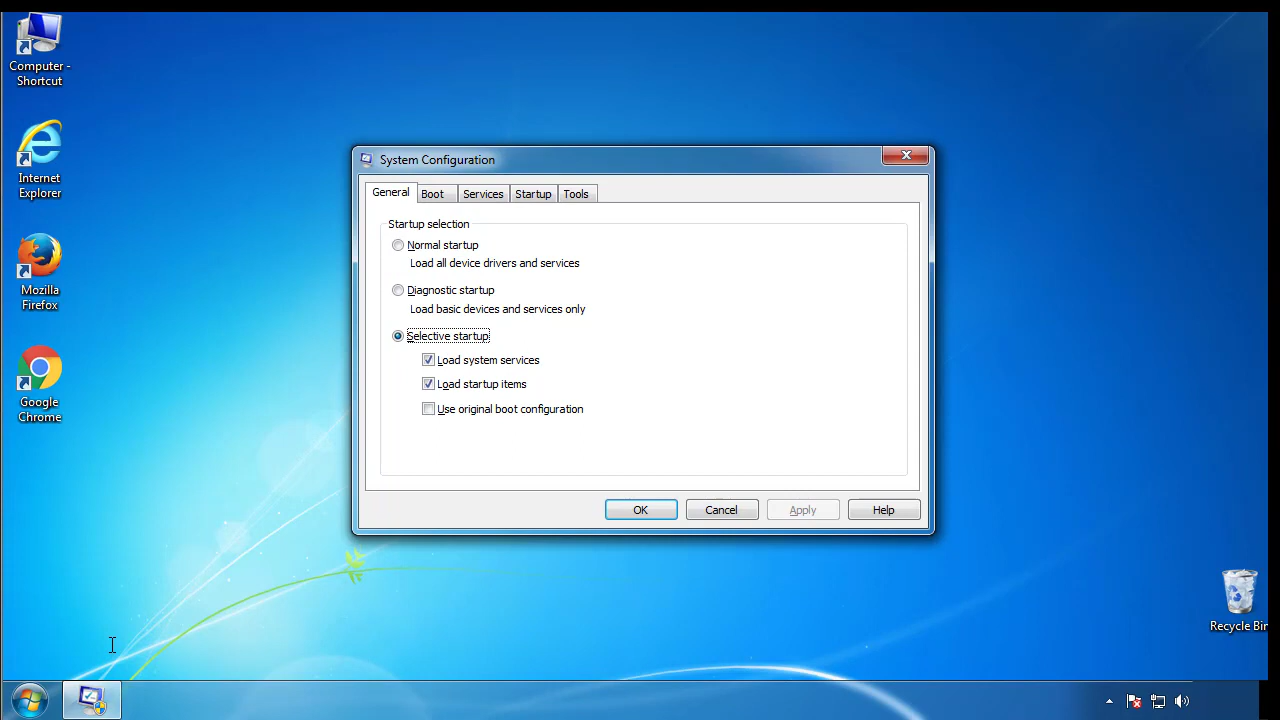 Computer -
Shortcut
Internet
Explorer
Mozilla
Firefox
Google
Chrome
System Configuration
General
Boot
Services
Startup
Tools
Startup selection
Normal startup
Load all device drivers and services
Diagnostic startup
Load basic devices and services only
Selective startup
Load system services
Load startup items
Use original boot configuration
OK
Cancel
Apply
Help
Recycle Bin